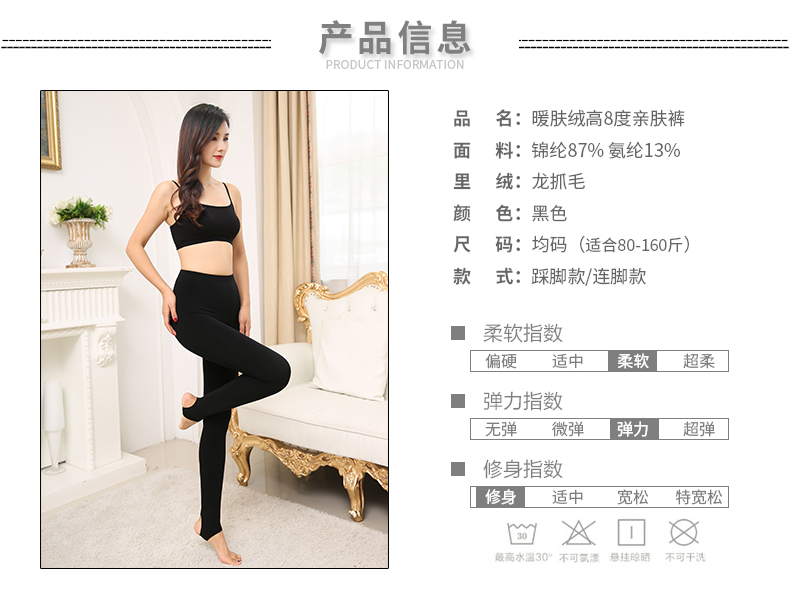 产品信息
PRODUCT INFORMATION
品 名：暖肤绒高8度亲肤裤
面 料：锦纶87% 氨纶13%
里 绒：龙抓毛
颜 色：黑色
尺 码：均码（适合80-160斤）
款 式：踩脚款/连脚款
柔软指数
偏硬 适中 柔软 超柔
弹力指数
无弹 微弹 弹力 超弹
修身指数
修身 适中 宽松 特宽松
30
最高水温30° 不可氯漂 悬挂晾晒 不可干洗